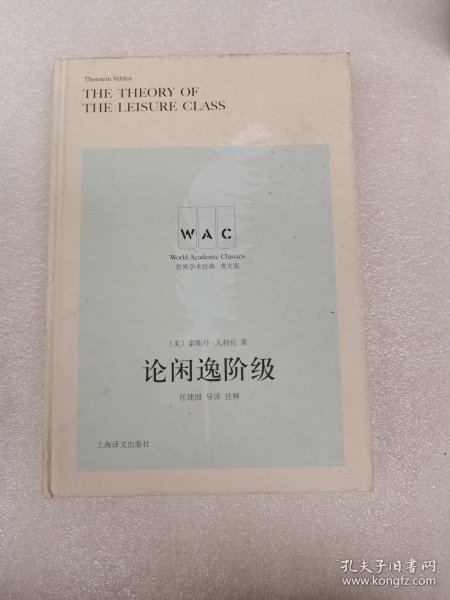 Thorstein Veblen
THE THEORY OF
THE LEISURE CLASS
WAC
World Academic Classics
世界学术经典 英文版
〔美〕索斯丹·凡勃伦 著
论闲逸阶级
任建国 导读 注释
上海译文出版社
孔夫子旧书网
www.kongfz.com